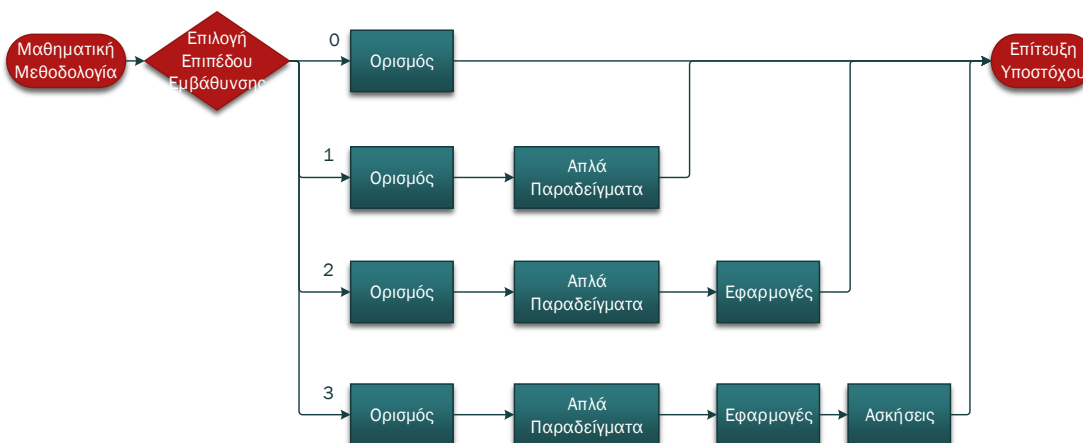 Μαθηματική
Μεθοδολογία
Επιλογή
Επιπέδου
Εμβάθυνσης
0
Ορισμός
Επίτευξη
Υποστόχου
1
Ορισμός
Απλά
Παραδείγματα
2
Ορισμός
Απλά
Παραδείγματα
Εφαρμογές
3
Ορισμός
Απλά
Παραδείγματα
Εφαρμογές
Ασκήσεις